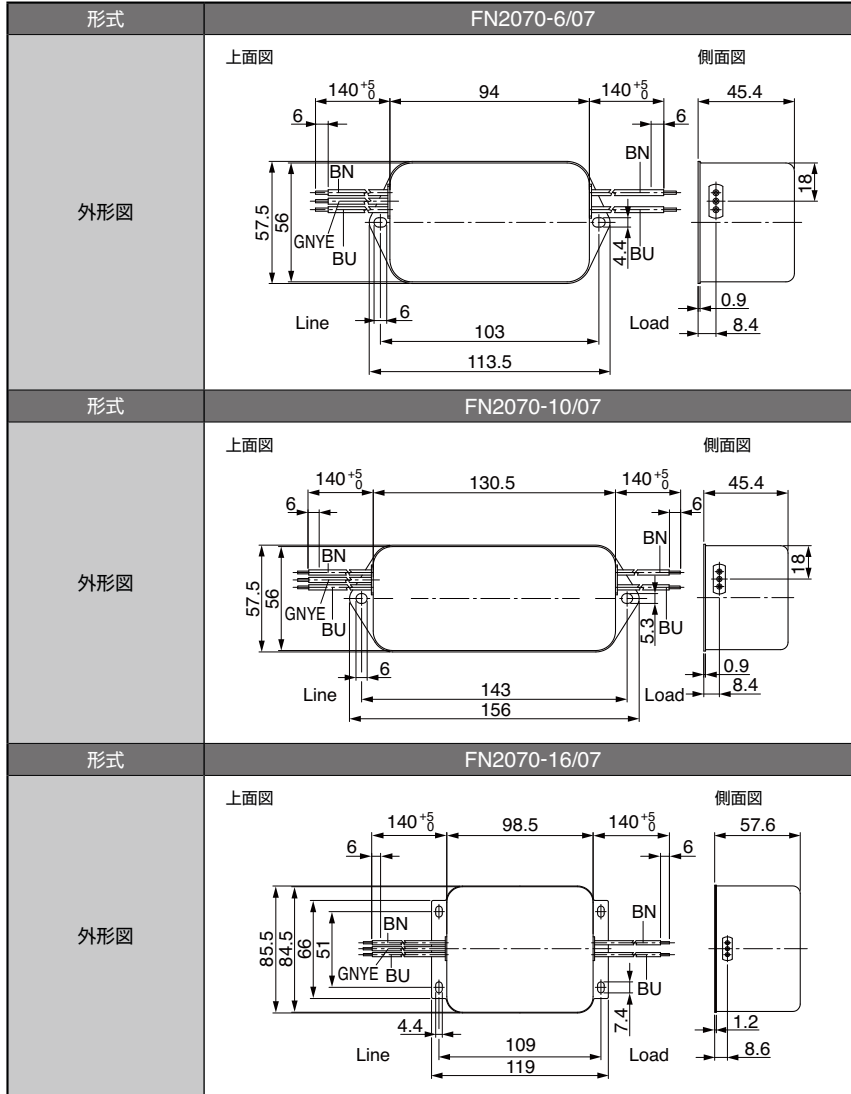 形式 FN2070-6/07
外形図
上面図 側面図
140 +5 0 94 140 +5 0 45.4
6 6
BN BN
57.5 56 18
GNYE
BU 4.4 BU
0.9
Line 6 Load 8.4
103
113.5
形式 FN2070-10/07
外形図
上面図 側面図
140 +5 0 130.5 140 +5 0 45.4
6 6
BN BN
57.5 56 18
GNYE
BU 5.3 BU
0.9
Line 6 Load 8.4
143
156
形式 FN2070-16/07
外形図
上面図 側面図
140 +5 0 98.5 140 +5 0 57.6
6 6
BN BN
85.5 84.5 66 51
GNYE BU BU
7.4
4.4 1.2
Line 109 Load 8.6
119